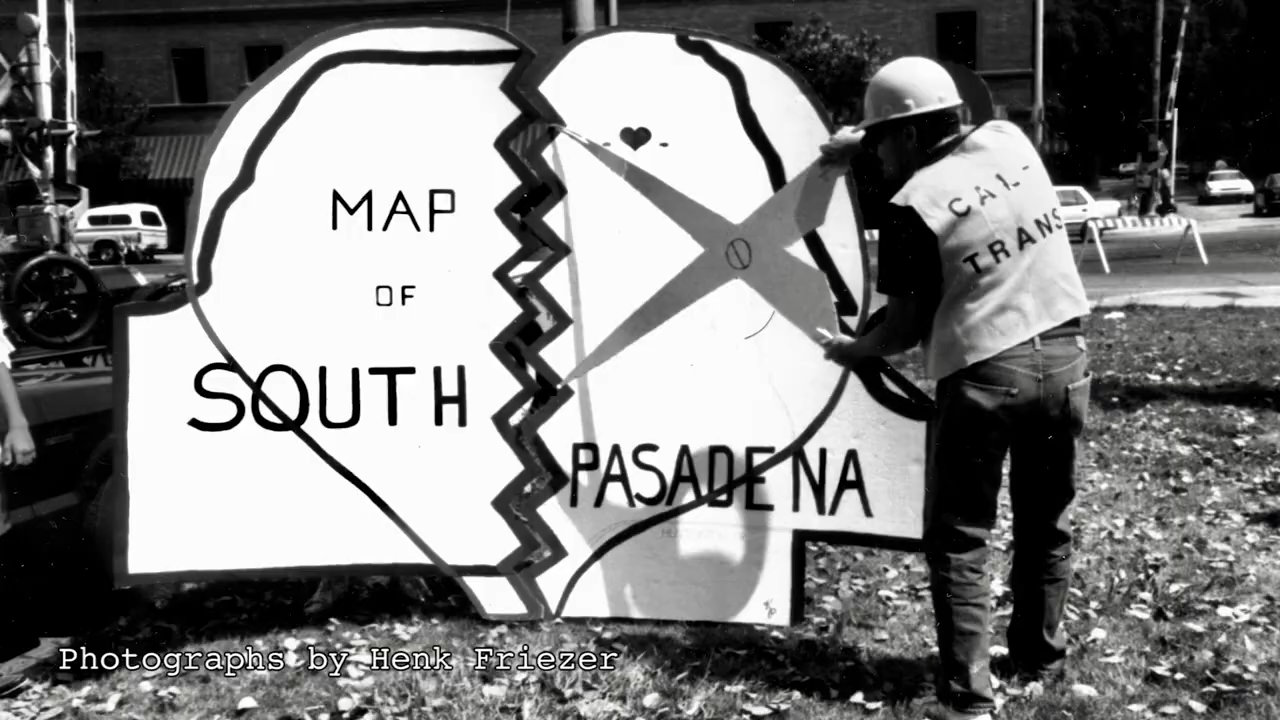 MAP
OF
SOUTH
PASADENA
CAL-
TRANS
Photographs by Henk Friezer